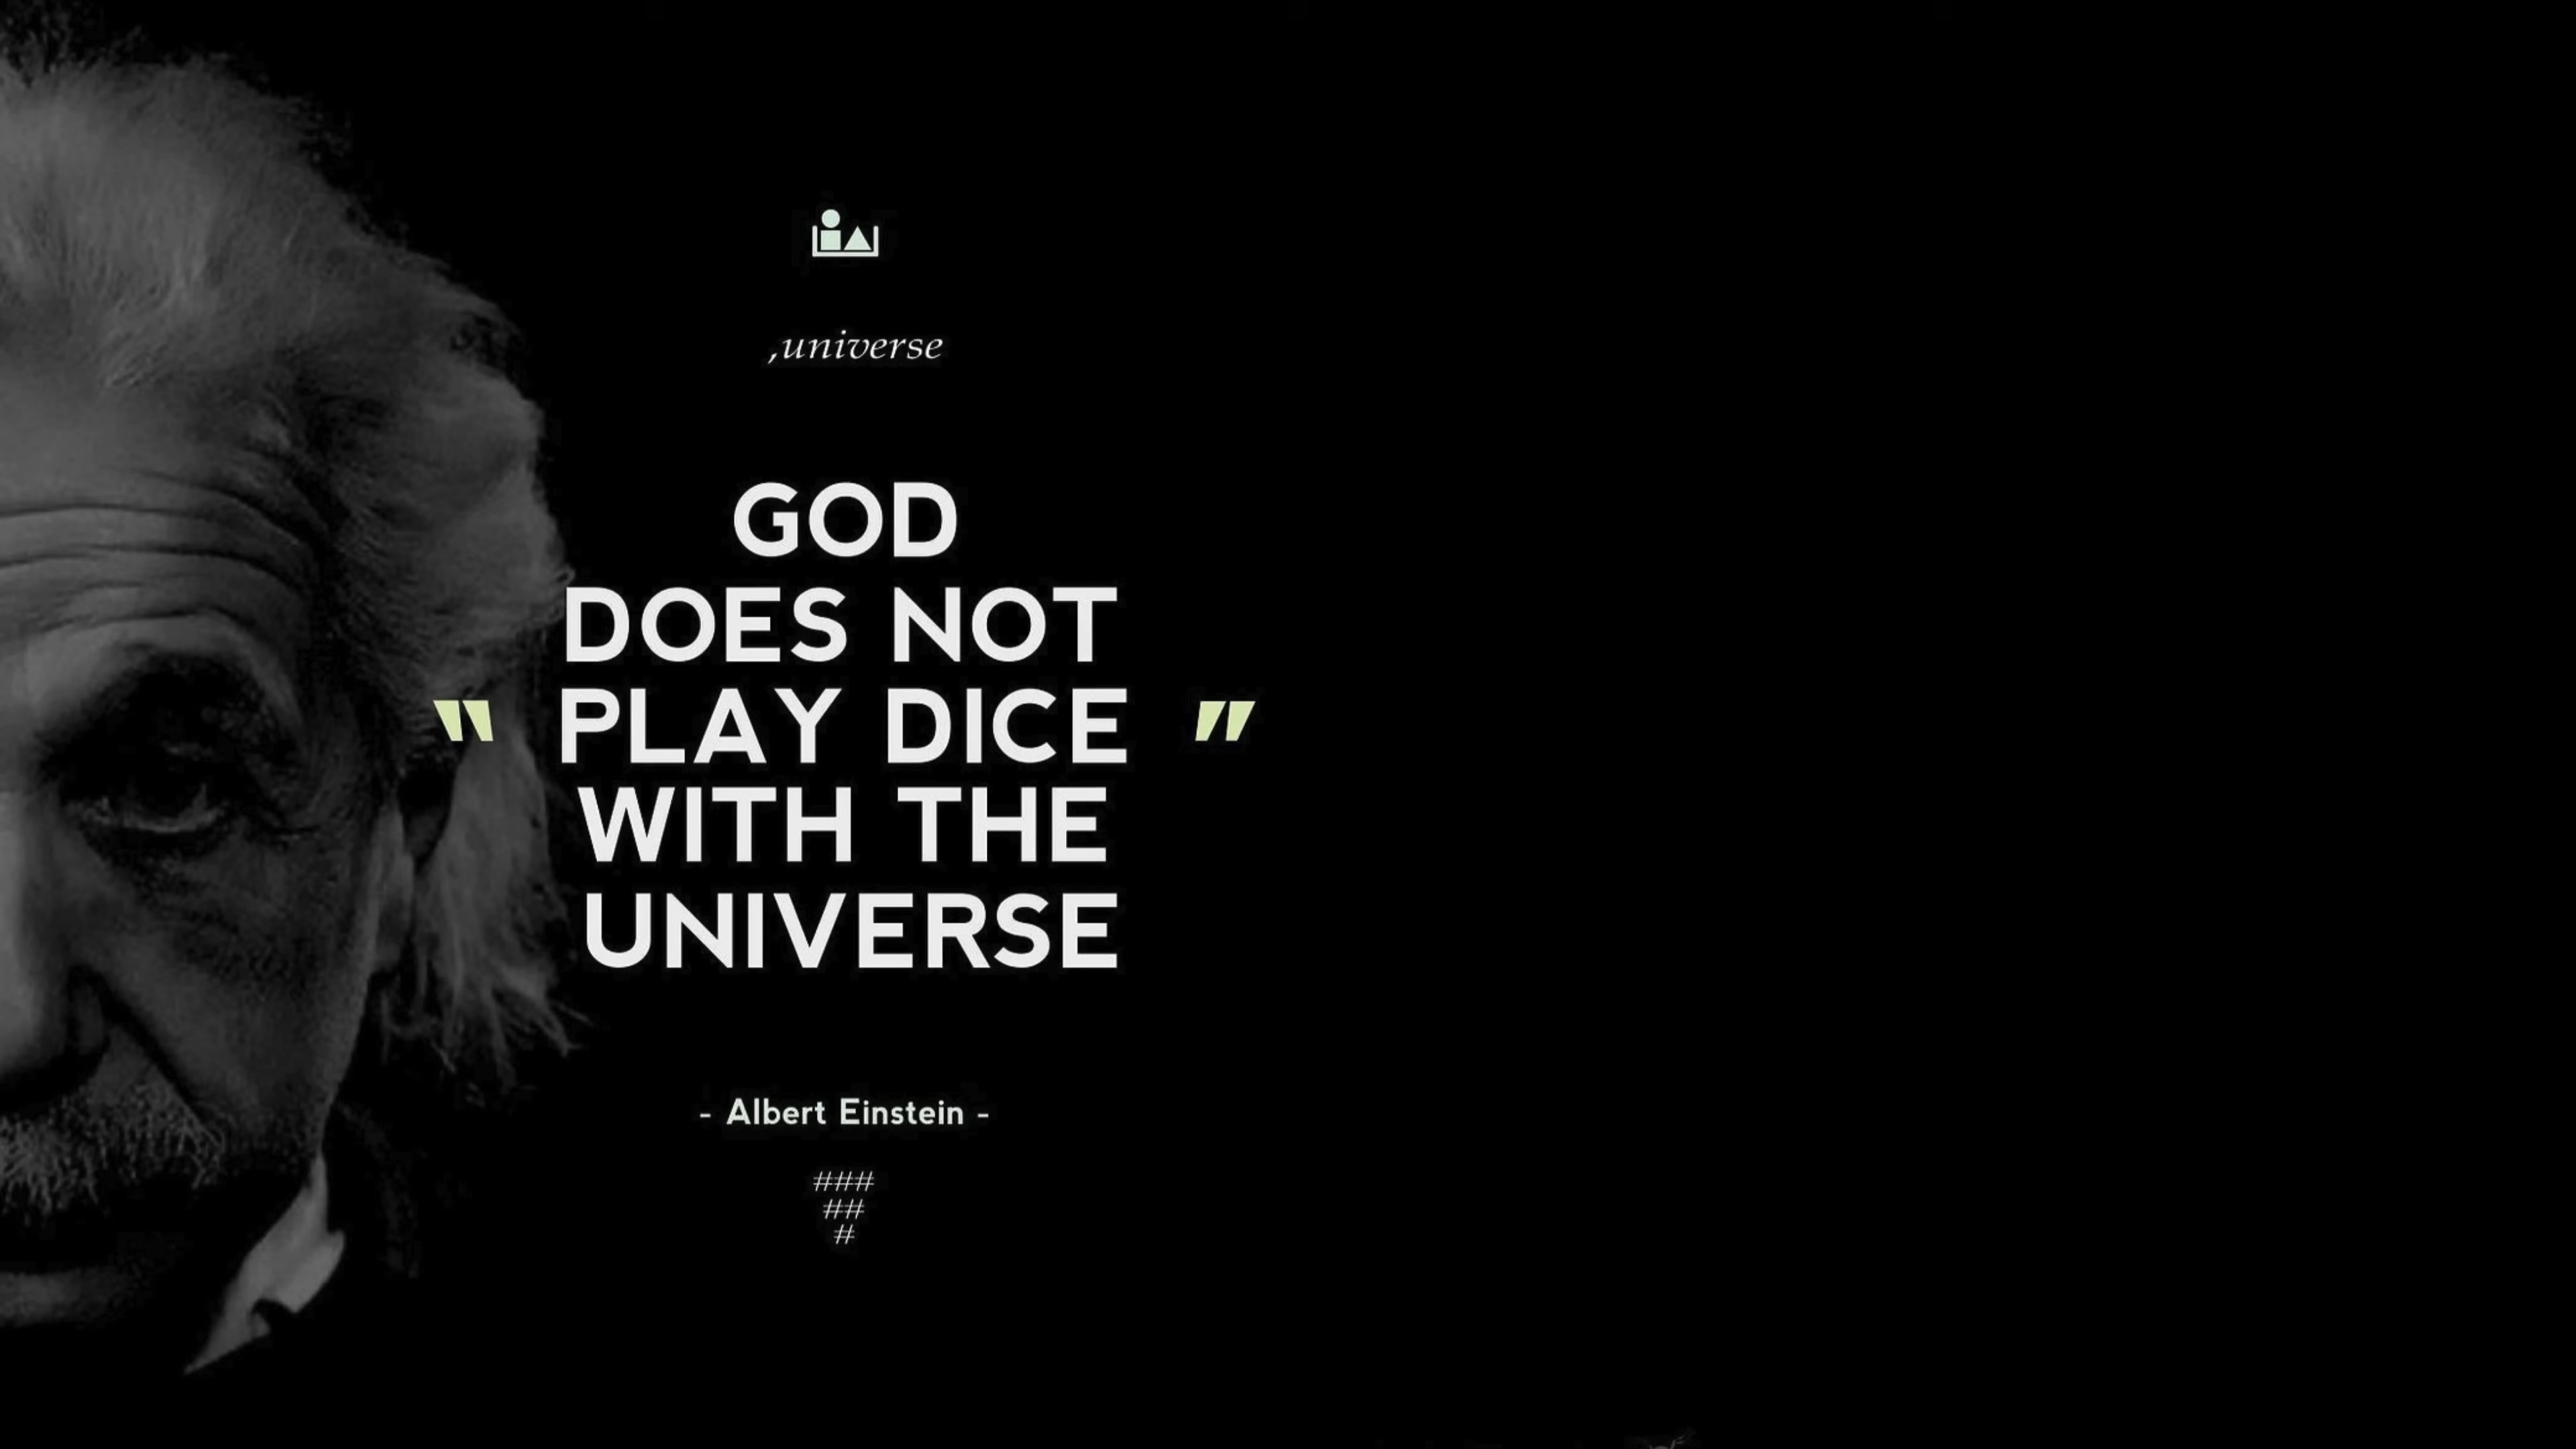 ,universe
GOD
DOES NOT
“ PLAY DICE ”
WITH THE
UNIVERSE
- Albert Einstein -
###
##
#